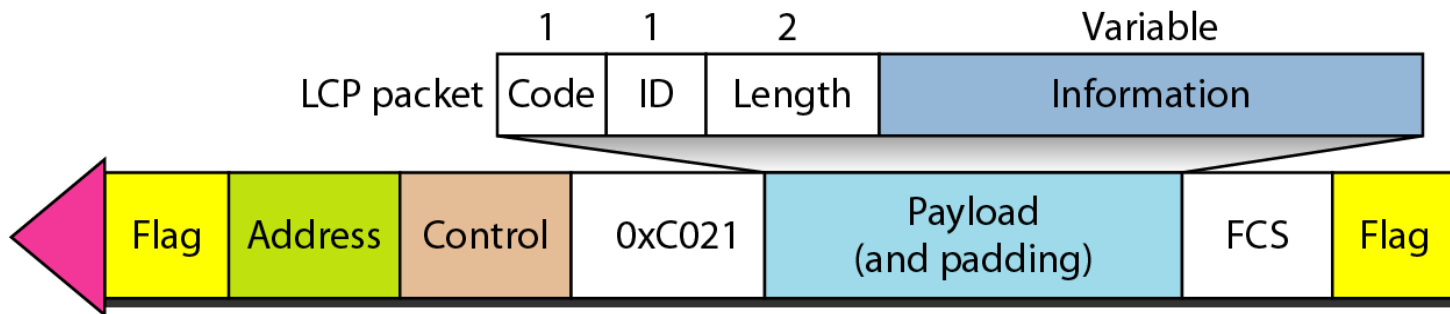 1 1 2 Variable
LCP packet Code ID Length Information
Flag Address Control 0xC021 Payload (and padding) FCS Flag